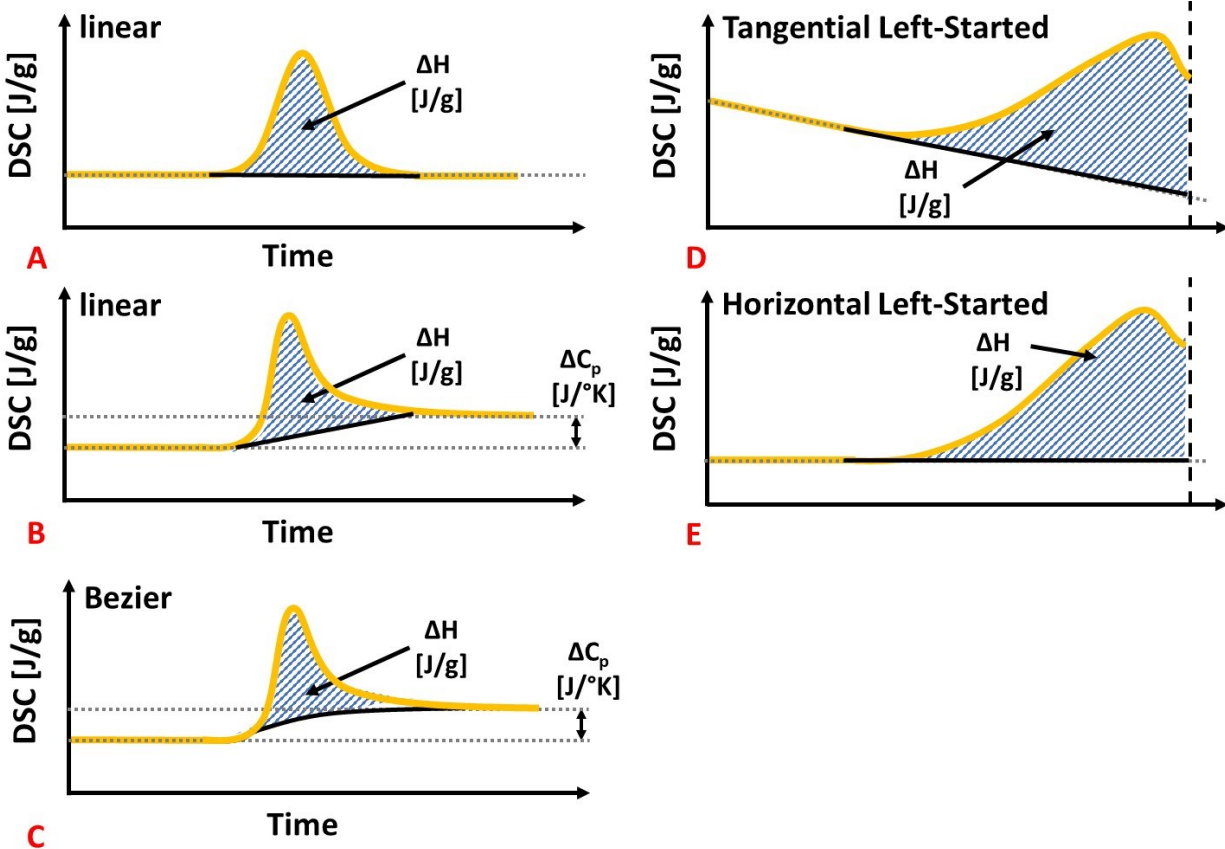 linear
DSC [J/g]
ΔH
[J/g]
Time
A
linear
DSC [J/g]
ΔH
[J/g]
ΔCp
[J/°K]
Time
B
Bezier
DSC [J/g]
ΔH
[J/g]
ΔCp
[J/°K]
Time
C
Tangential Left-Started
DSC [J/g]
ΔH
[J/g]
D
Horizontal Left-Started
DSC [J/g]
ΔH
[J/g]
E